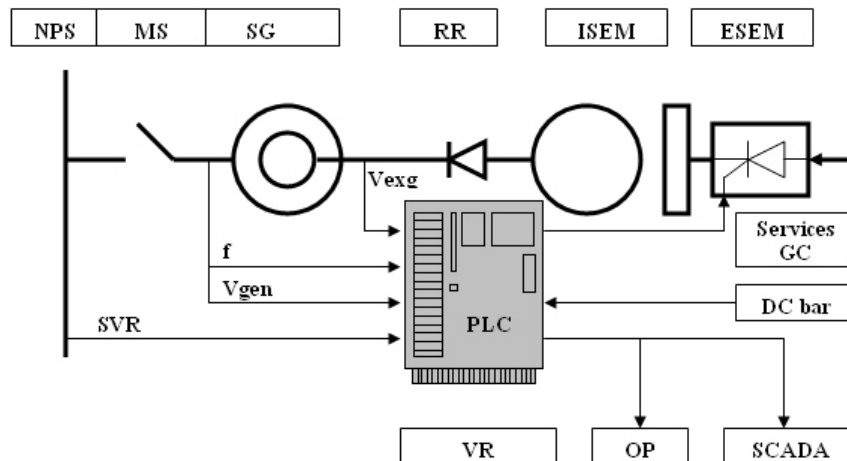 NPS MS SG RR ISEM ESEM
Vexg
f
Vgen
SVR
PLC
Services
GC
DC bar
VR OP SCADA